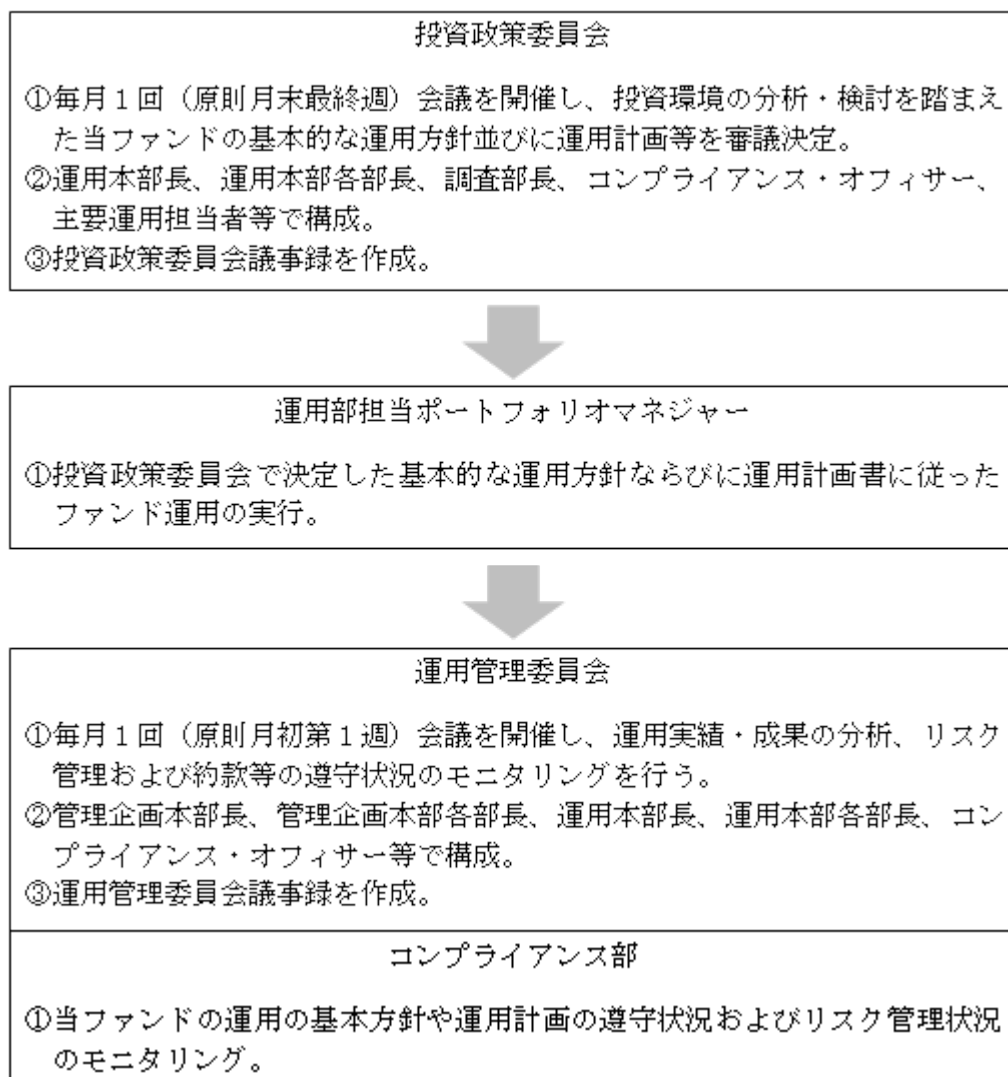 投資政策委員会
①毎月１回（原則月末最終週）会議を開催し、投資環境の分析・検討を踏まえ
た当ファンドの基本的な運用方針並びに運用計画等を審議決定。
②運用本部長、運用本部各部長、調査部長、コンプライアンス・オフィサー、
主要運用担当者等で構成。
③投資政策委員会議事録を作成。
運用部担当ポートフォリオマネジャー
①投資政策委員会で決定した基本的な運用方針ならびに運用計画書に従った
ファンド運用の実行。
運用管理委員会
①毎月１回（原則月初第１週）会議を開催し、運用実績・成果の分析、リスク
管理および約款等の遵守状況のモニタリングを行う。
②管理企画本部長、管理企画本部各部長、運用本部長、運用本部各部長、コン
プライアンス・オフィサー等で構成。
③運用管理委員会議事録を作成。
コンプライアンス部
①当ファンドの運用の基本方針や運用計画の遵守状況およびリスク管理状況
のモニタリング。